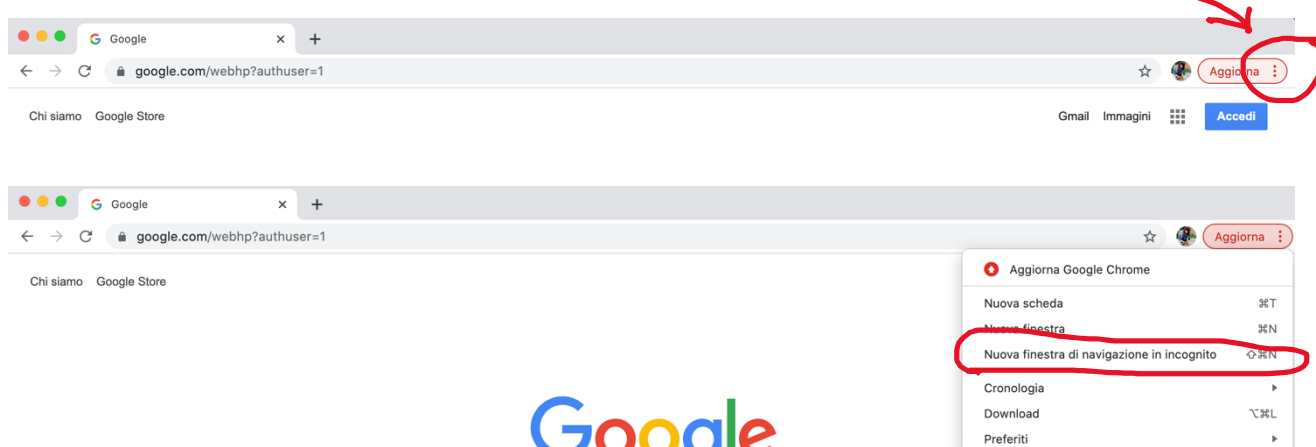 Google
google.com/webhp?authuser=1
Aggiorna
Chi siamo Google Store
Gmail Immagini
Accedi
Google
google.com/webhp?authuser=1
Aggiorna
Chi siamo Google Store
Aggiorna Google Chrome
Nuova scheda ⌘T
Nuova finestra ⌘N
Nuova finestra di navigazione in incognito ⇧⌘N
Cronologia
Download ⌥⌘L
Preferiti
Google